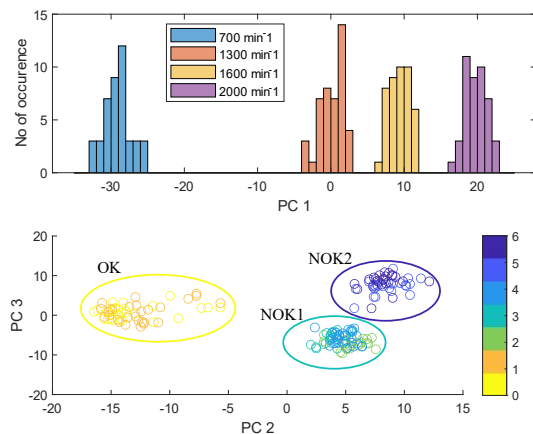 15
10
5
0
No of occurence
700 min⁻1
1300 min⁻1
1600 min⁻1
2000 min⁻1
-30 -20 -10 0 10 20
PC 1
20
10
0
-10
-20
PC 3
OK
NOK2
NOK1
-20 -15 -10 -5 0 5 10 15
PC 2
6
5
4
3
2
1
0